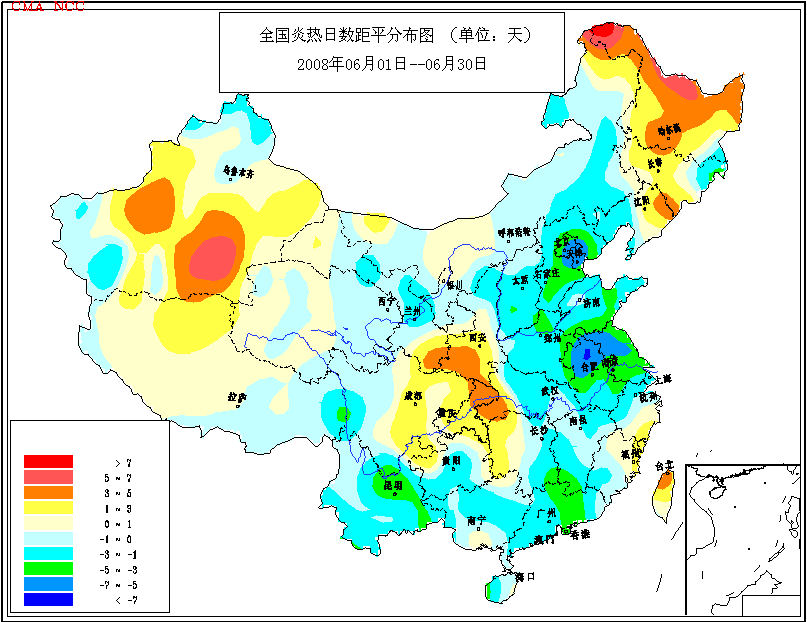 CMA NCC
全国炎热日数距平分布图 （单位：天）
2008年06月01日--06月30日
乌鲁木齐
哈尔滨
长春
沈阳
呼和浩特
北京
天津
石家庄
太原
银川
济南
西宁
兰州
郑州
西安
合肥
南京
上海
杭州
拉萨
成都
重庆
武汉
南昌
长沙
贵阳
福州
台北
昆明
南宁
广州
澳门
香港
海口
> 7
5 ~ 7
3 ~ 5
1 ~ 3
0 ~ 1
-1 ~ 0
-3 ~ -1
-5 ~ -3
-7 ~ -5
< -7